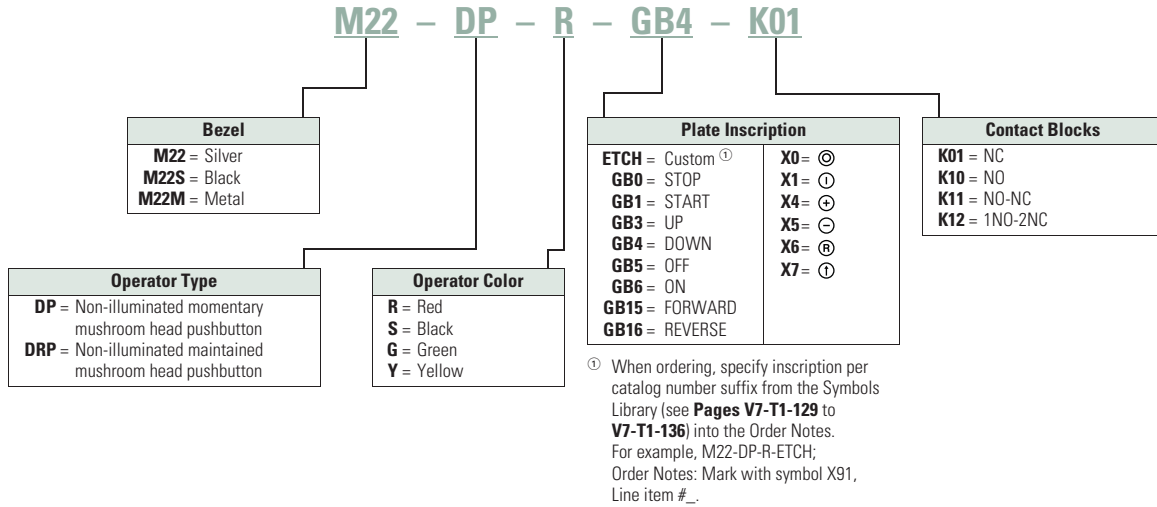 M22 – DP – R – GB4 – K01
Bezel
M22 = Silver
M22S = Black
M22M = Metal
Operator Type
DP = Non-illuminated momentary
mushroom head pushbutton
DRP = Non-illuminated maintained
mushroom head pushbutton
Operator Color
R = Red
S = Black
G = Green
Y = Yellow
Plate Inscription
ETCH = Custom ①
GB0 = STOP
GB1 = START
GB3 = UP
GB4 = DOWN
GB5 = OFF
GB6 = ON
GB15 = FORWARD
GB16 = REVERSE
X0= ⌾
X1= ⏼
X4= ⊕
X5= ⊖
X6= Ⓡ
X7= ⦶
Contact Blocks
K01 = NC
K10 = NO
K11 = NO-NC
K12 = 1NO-2NC
① When ordering, specify inscription per
catalog number suffix from the Symbols
Library (see Pages V7-T1-129 to
V7-T1-136) into the Order Notes.
For example, M22-DP-R-ETCH;
Order Notes: Mark with symbol X91,
Line item #_.